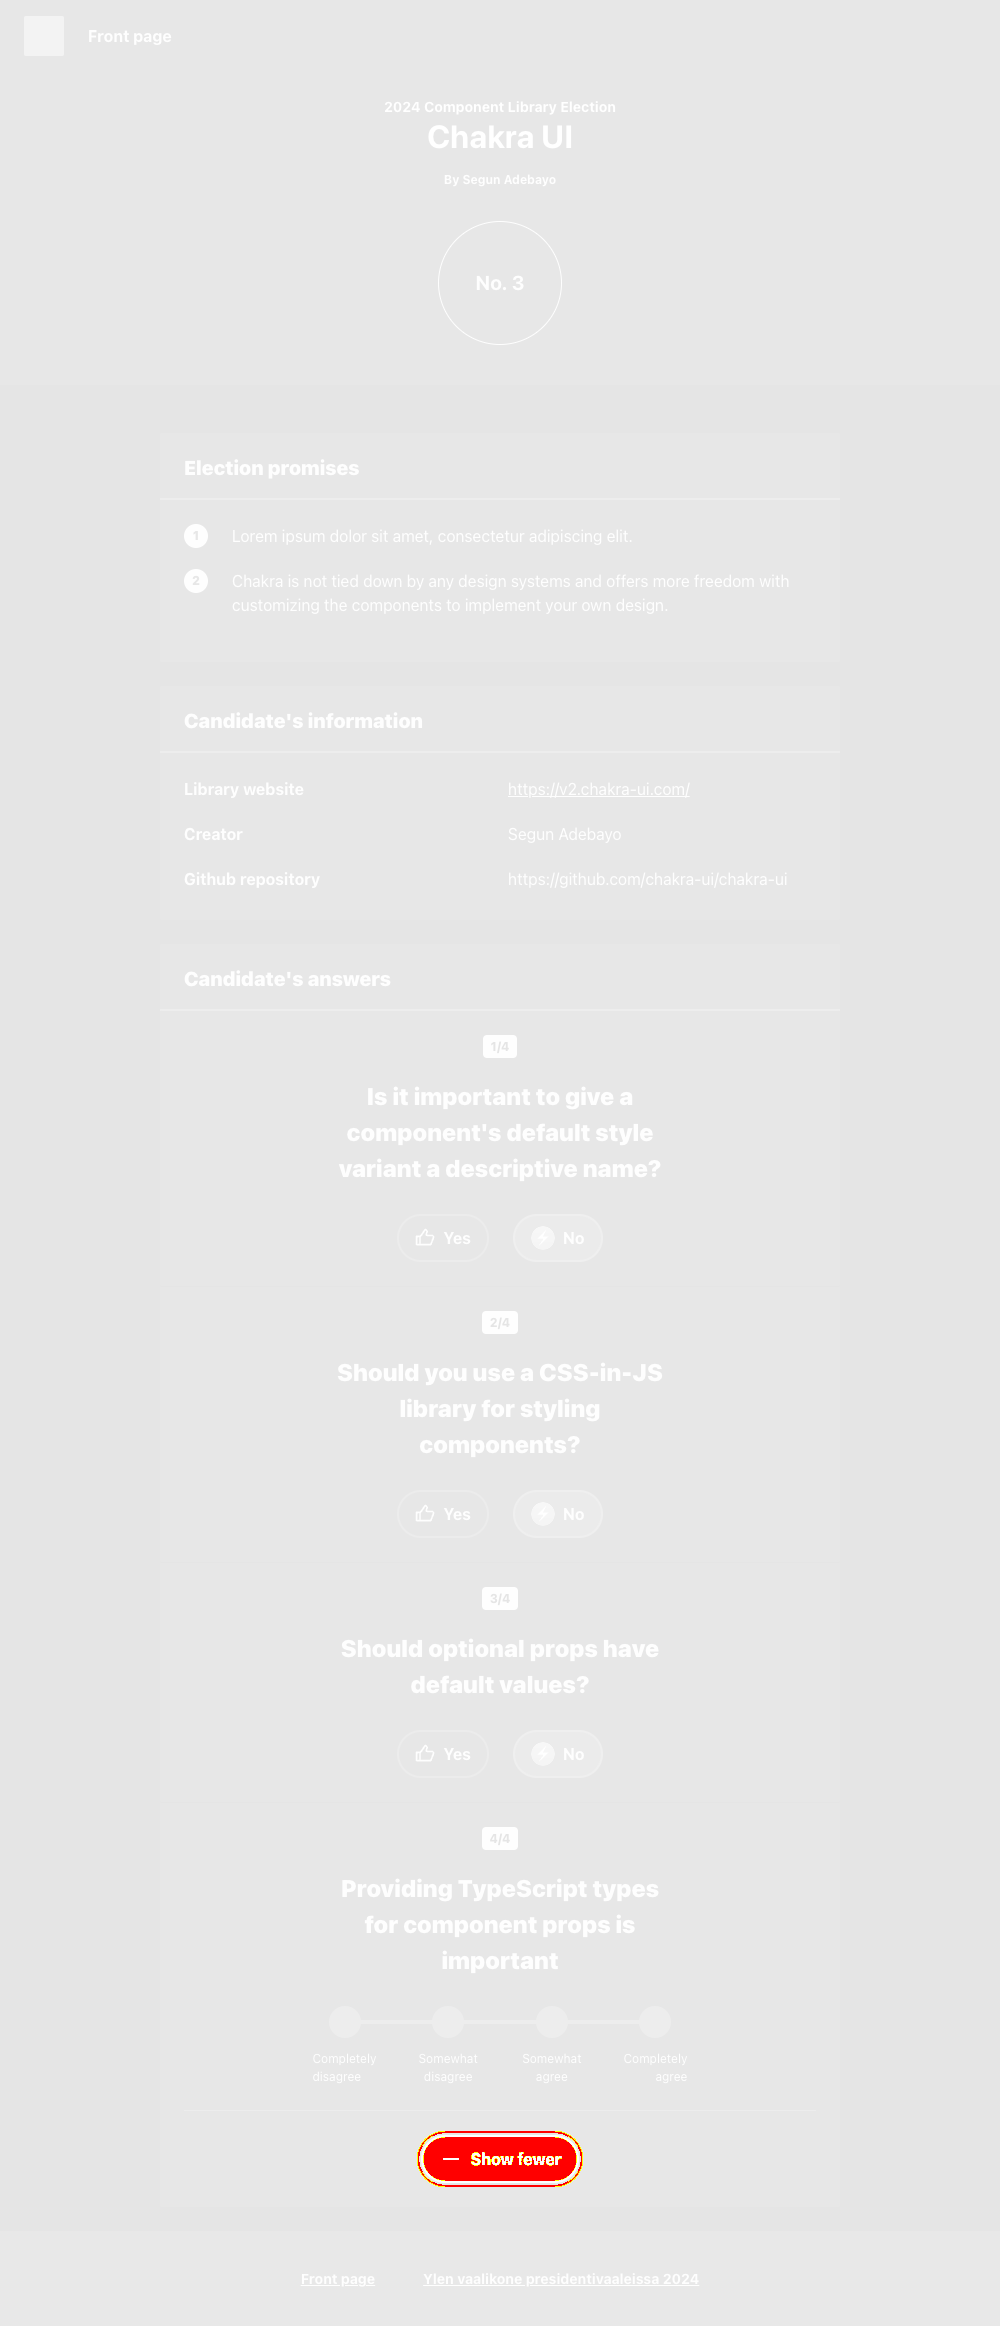 Front page
2024 Component Library Election
Chakra UI
By Segun Adebayo
No. 3
Election promises
1 Lorem ipsum dolor sit amet, consectetur adipiscing elit.
2 Chakra is not tied down by any design systems and offers more freedom with
customizing the components to implement your own design.
Candidate's information
Library website https://v2.chakra-ui.com/
Creator Segun Adebayo
Github repository https://github.com/chakra-ui/chakra-ui
Candidate's answers
1/4
Is it important to give a
component's default style
variant a descriptive name?
Yes No
2/4
Should you use a CSS-in-JS
library for styling
components?
Yes No
3/4
Should optional props have
default values?
Yes No
4/4
Providing TypeScript types
for component props is
important
Completely Somewhat Somewhat Completely
disagree disagree agree agree
Show fewer
Front page Ylen vaalikone presidentivaaleissa 2024